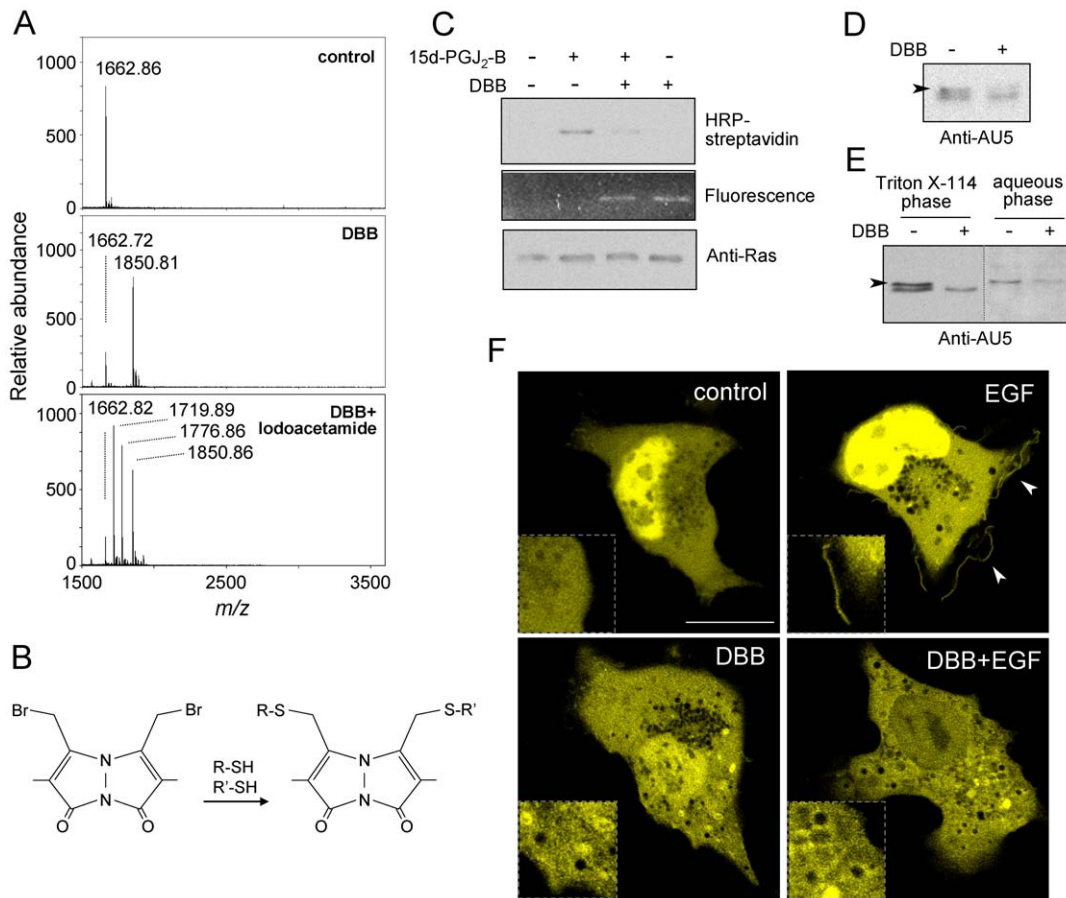 A
control
1662.86
1000
500
0
DBB
1662.72
1850.81
1000
500
0
DBB+
Iodoacetamide
1662.82
1719.89
1776.86
1850.86
1000
500
0
1500 2500 3500
m/z
Relative abundance
B
Br Br
N N
O O
R-SH
R'-SH
R-S S-R'
N N
O O
C
15d-PGJ2-B - + + -
DBB - - + +
HRP-
streptavidin
Fluorescence
Anti-Ras
D
DBB - +
Anti-AU5
E
Triton X-114
phase
aqueous
phase
DBB - + - +
Anti-AU5
F
control
EGF
DBB
DBB+EGF